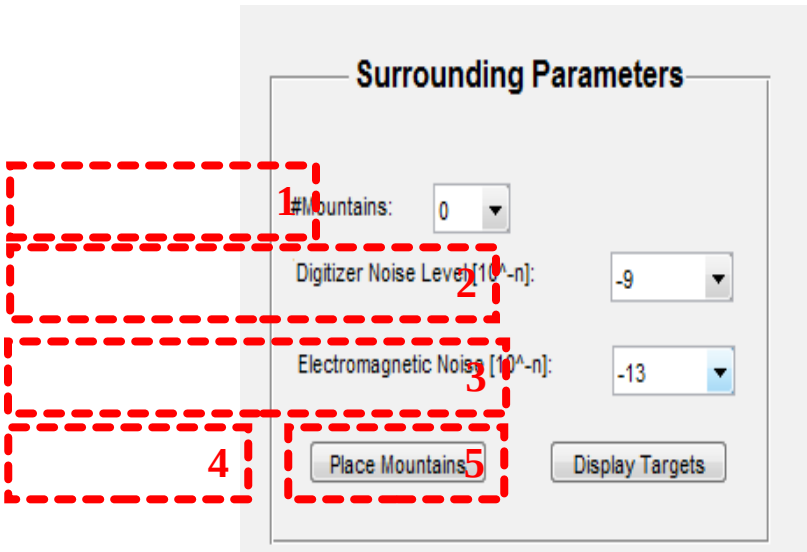 Surrounding Parameters
1 #Mountains: 0
Digitizer Noise Level [10^-n]: 2 -9
Electromagnetic Noise [10^-n]: 3 -13
4 Place Mountains 5 Display Targets